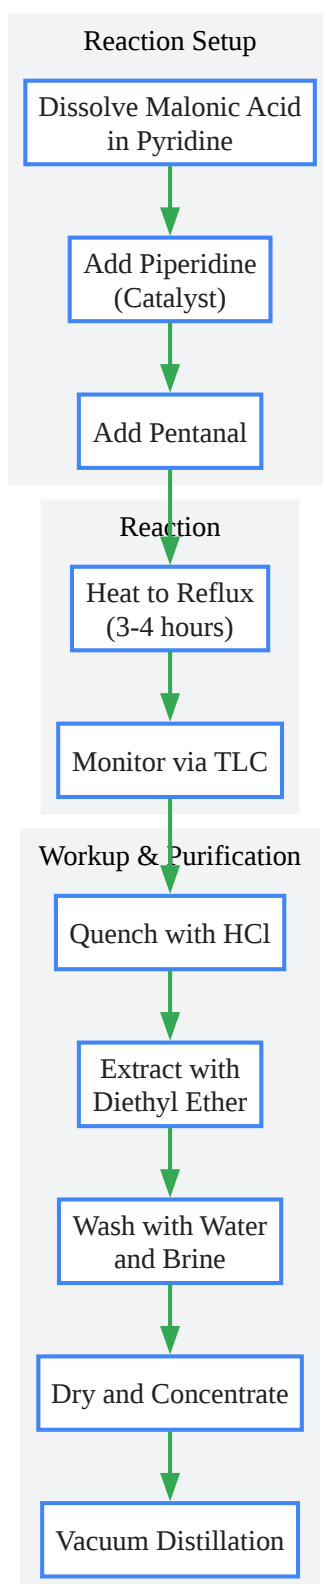 Reaction Setup
Dissolve Malonic Acid
in Pyridine
Add Piperidine
(Catalyst)
Add Pentanal
Reaction
Heat to Reflux
(3-4 hours)
Monitor via TLC
Workup & Purification
Quench with HCl
Extract with
Diethyl Ether
Wash with Water
and Brine
Dry and Concentrate
Vacuum Distillation